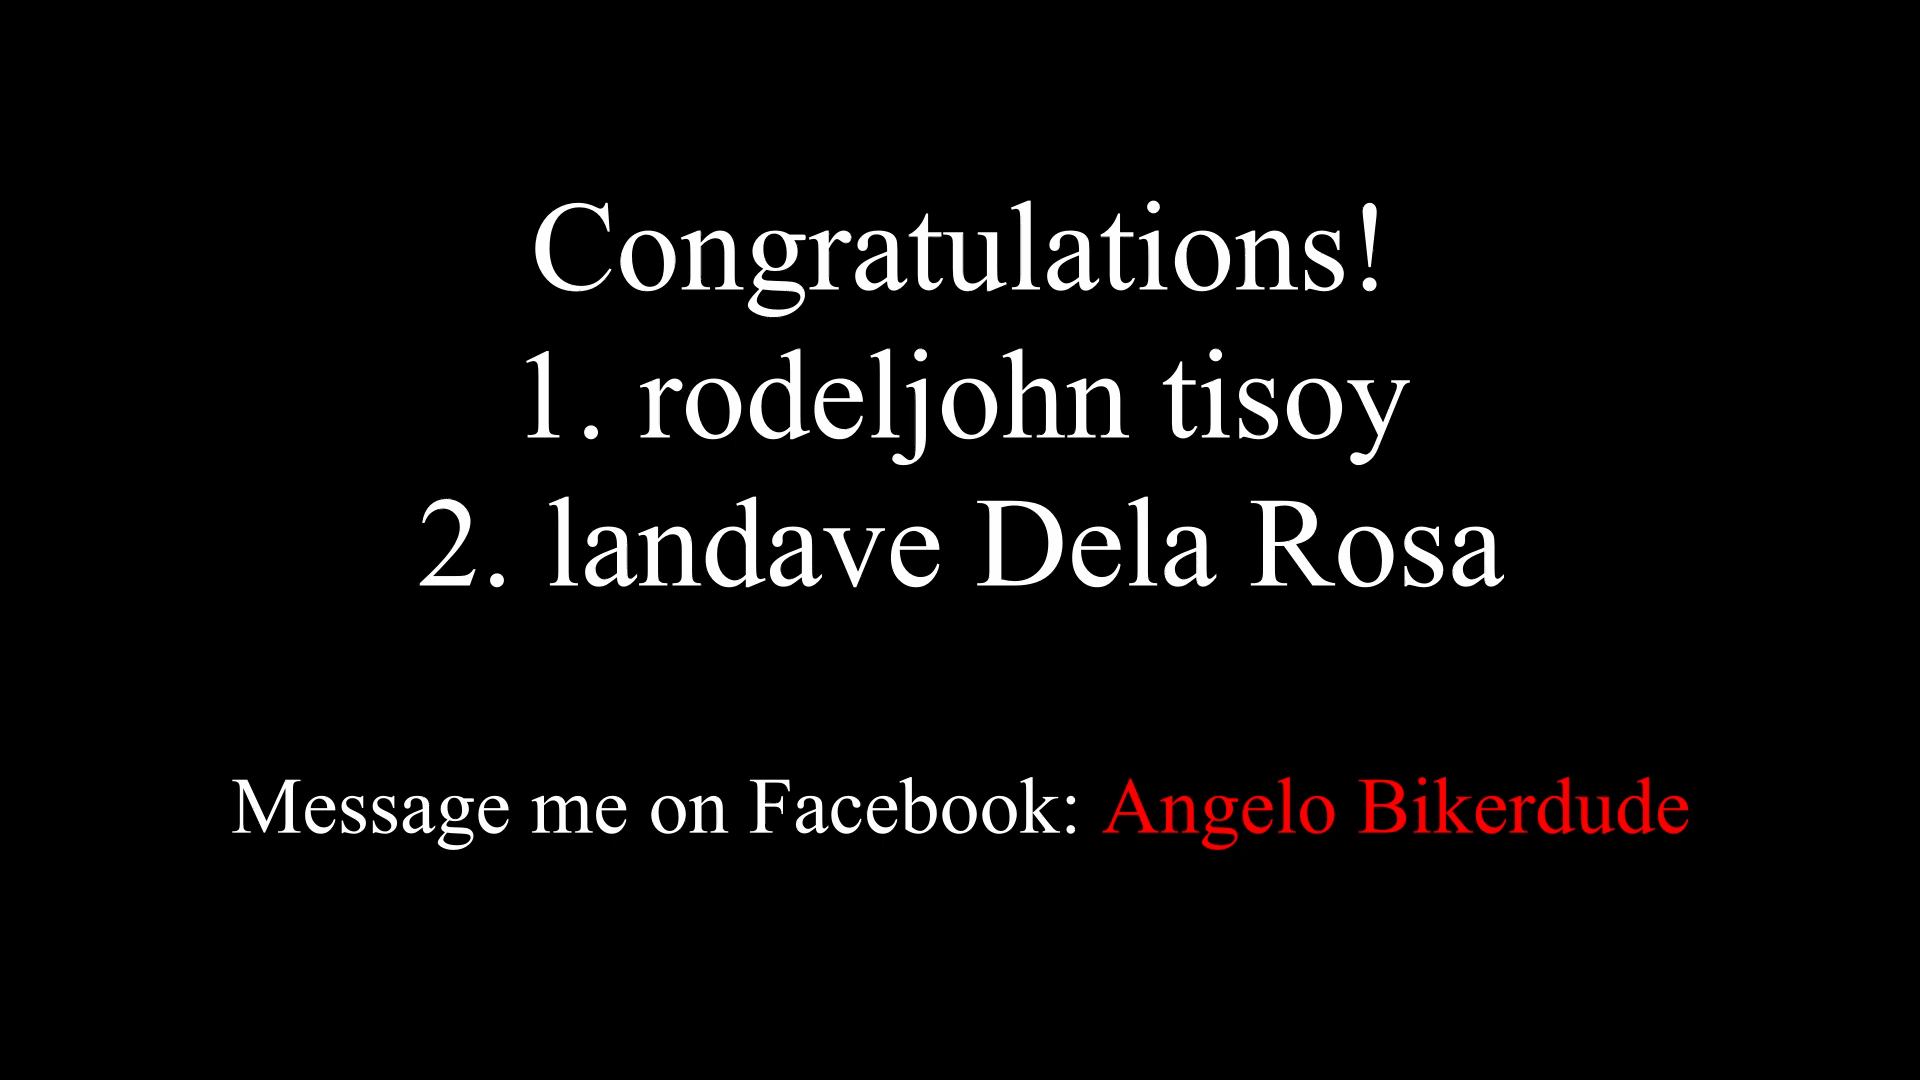 Congratulations!
1. rodeljohn tisoy
2. landave Dela Rosa
Message me on Facebook: Angelo Bikerdude